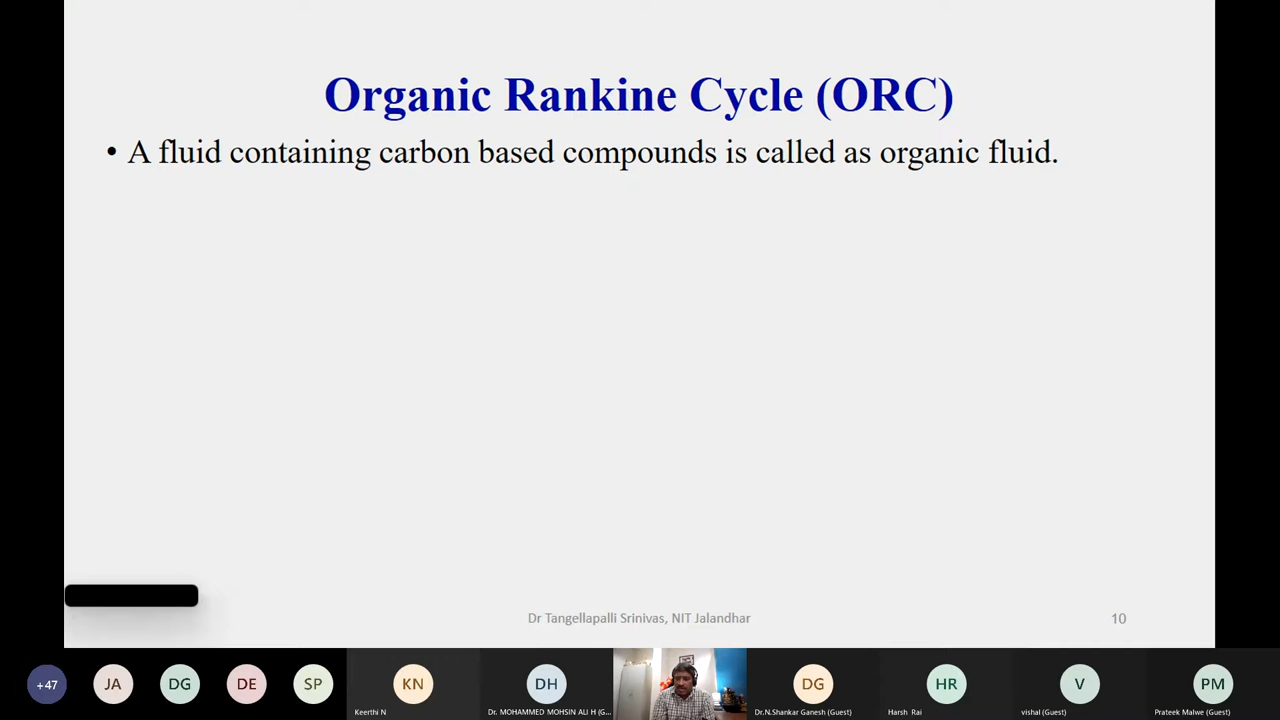 Organic Rankine Cycle (ORC)
• A fluid containing carbon based compounds is called as organic fluid.
Dr Tangellapalli Srinivas, NIT Jalandhar
10
+47
JA
DG
DE
SP
KN
DH
DG
HR
V
PM
Keerthi N
Dr. MOHAMMED MOHSIN ALI H (G...
Dr.N.Shankar Ganesh (Guest)
Harsh Rai
vishal (Guest)
Prateek Malwe (Guest)